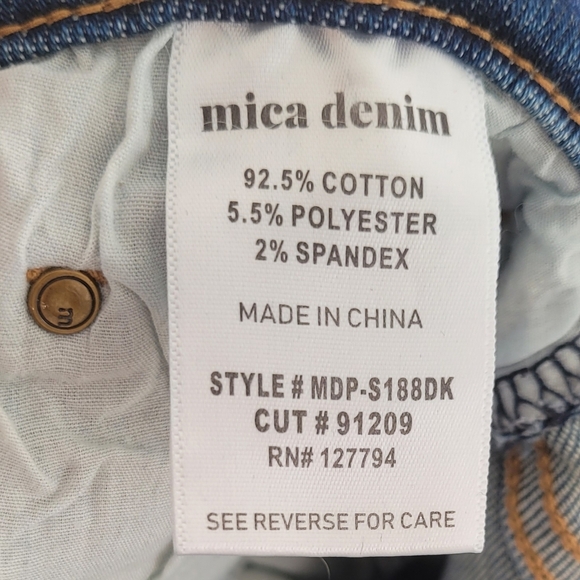 mica denim
92.5% COTTON
5.5% POLYESTER
2% SPANDEX
MADE IN CHINA
STYLE # MDP-S188DK
CUT # 91209
RN# 127794
SEE REVERSE FOR CARE
m